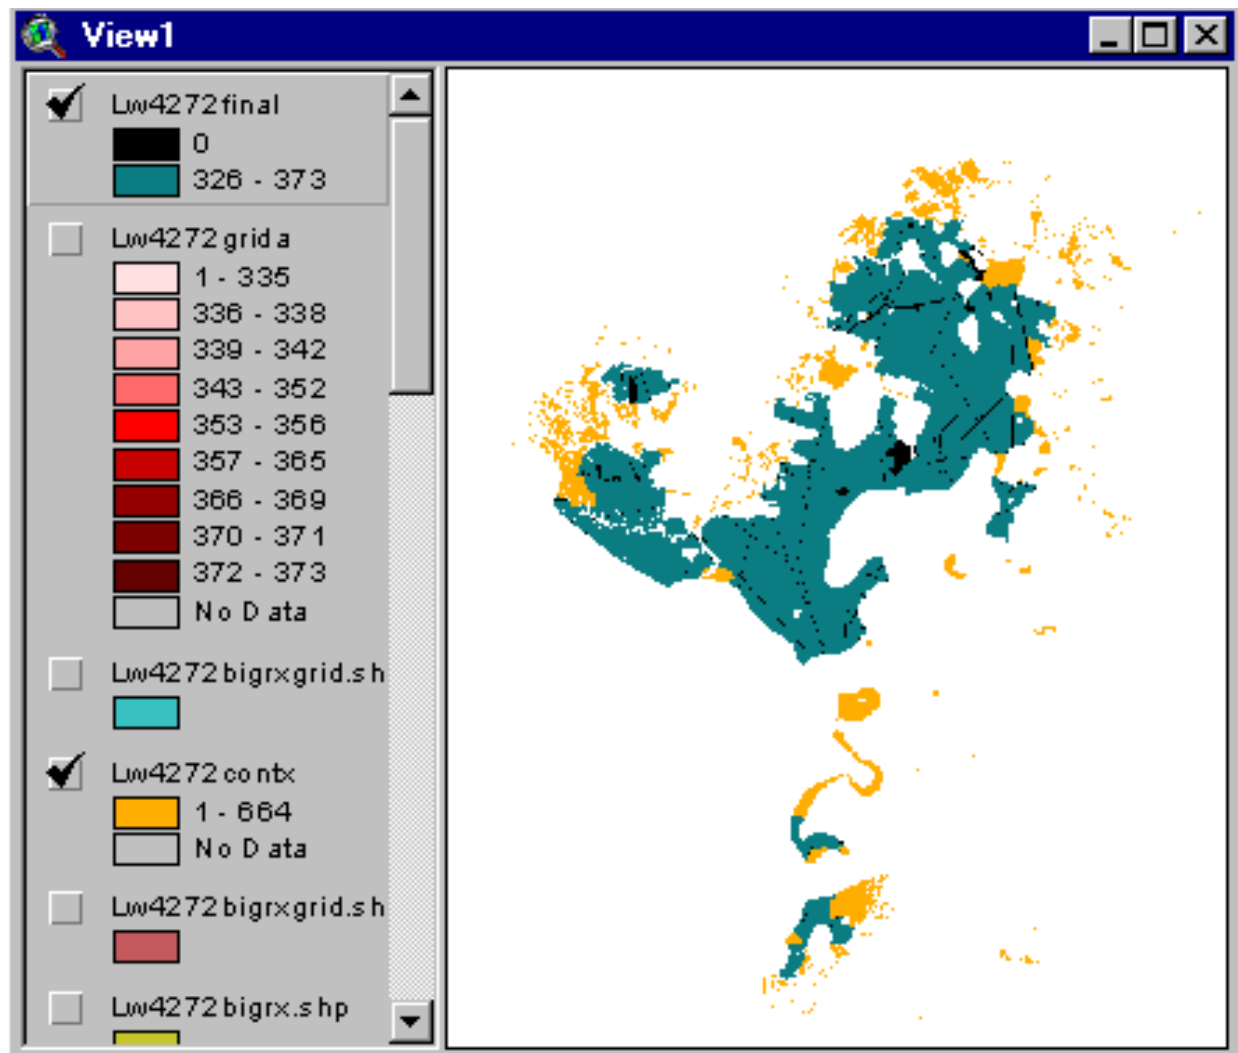 View1
Lw4272final
0
326 - 373
Lw4272grida
1 - 335
336 - 338
339 - 342
343 - 352
353 - 356
357 - 365
366 - 369
370 - 371
372 - 373
No Data
Lw4272bigrxgrid.sh
Lw4272contx
1 - 664
No Data
Lw4272bigrxgrid.sh
Lw4272bigrx.shp